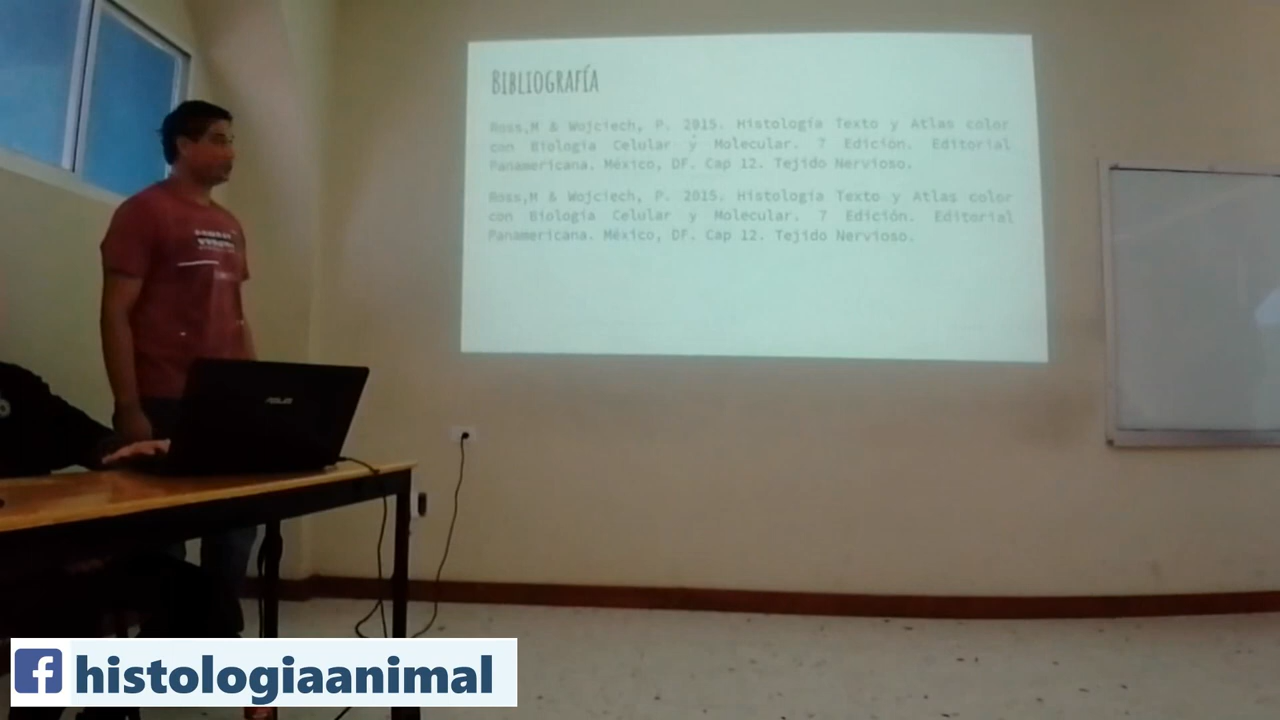 BIBLIOGRAFÍA
Ross,M & Wojciech, P. 2015. Histología Texto y Atlas color
con Biología Celular y Molecular. 7 Edición. Editorial
Panamericana. México, DF. Cap 12. Tejido Nervioso.
Ross,M & Wojciech, P. 2015. Histología Texto y Atlas color
con Biología Celular y Molecular. 7 Edición. Editorial
Panamericana. México, DF. Cap 12. Tejido Nervioso.
ASUS
f histologiaanimal